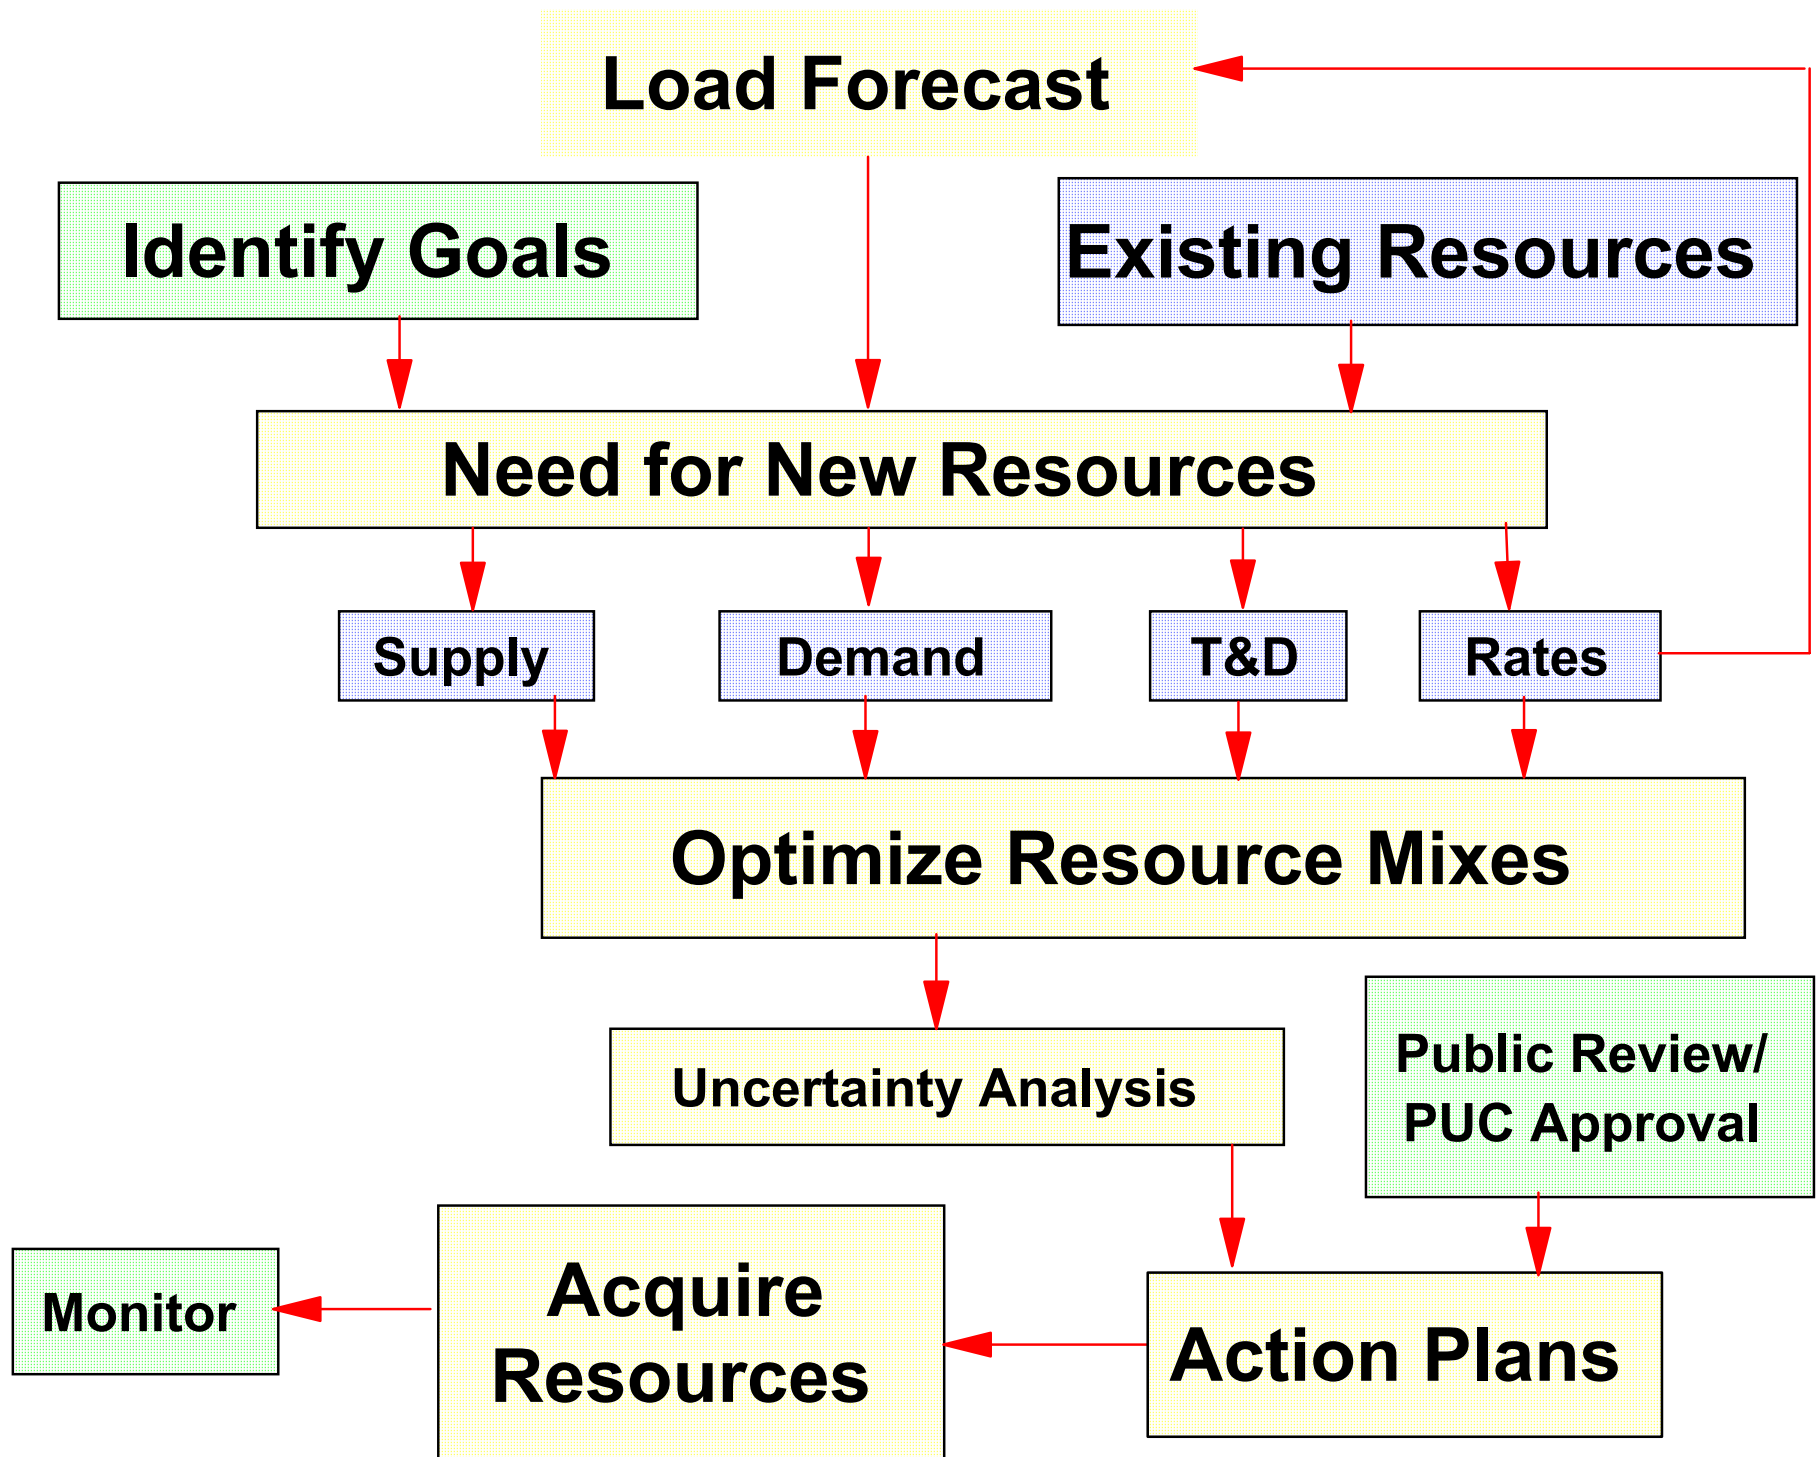 Load Forecast
Identify Goals
Existing Resources
Need for New Resources
Supply
Demand
T&D
Rates
Optimize Resource Mixes
Uncertainty Analysis
Public Review/
PUC Approval
Monitor
Acquire
Resources
Action Plans